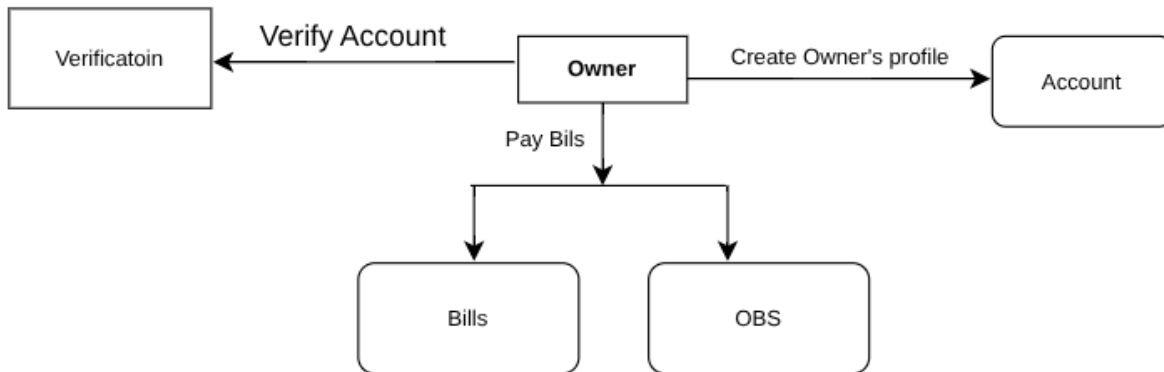 Verify Account
Verificatoin
Owner
Create Owner's profile
Account
Pay Bils
Bills
OBS